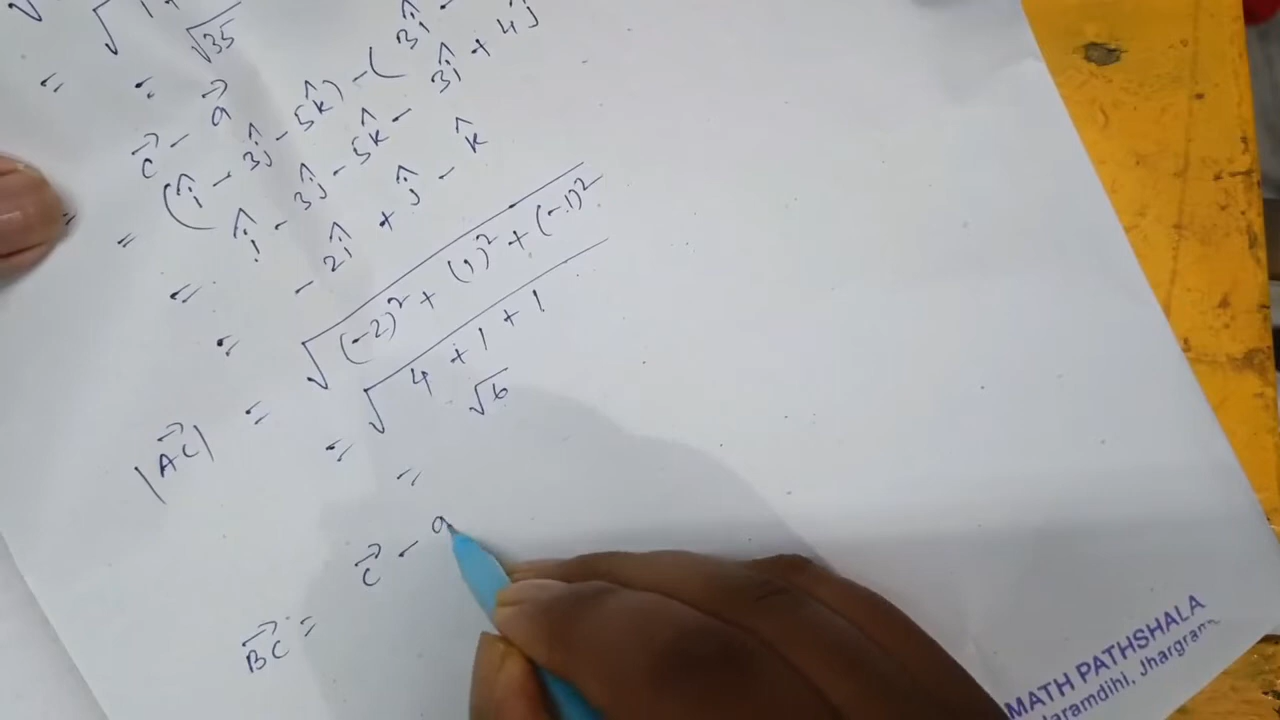 √35
= c⃗ - a⃗
= (î - 3ĵ - 5k̂) - (3î -
= î - 3ĵ - 5k̂ - 3î + 4ĵ
= - 2î + ĵ - k̂
|AC⃗| = √(-2)² + (1)² + (-1)²
= √4 + 1 + 1
= √6
BC⃗ = c⃗ - a
MATH PATHSHALA